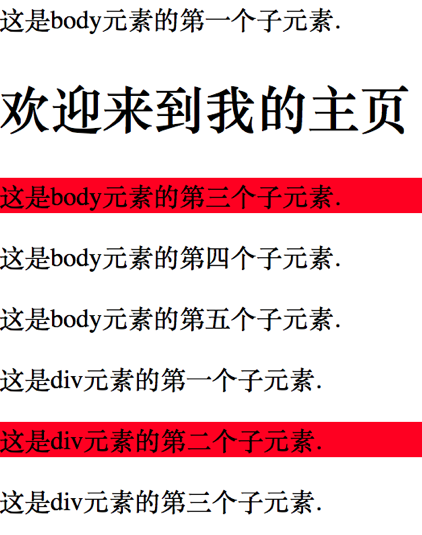 这是body元素的第一个子元素.
欢迎来到我的主页
这是body元素的第三个子元素.
这是body元素的第四个子元素.
这是body元素的第五个子元素.
这是div元素的第一个子元素.
这是div元素的第二个子元素.
这是div元素的第三个子元素.